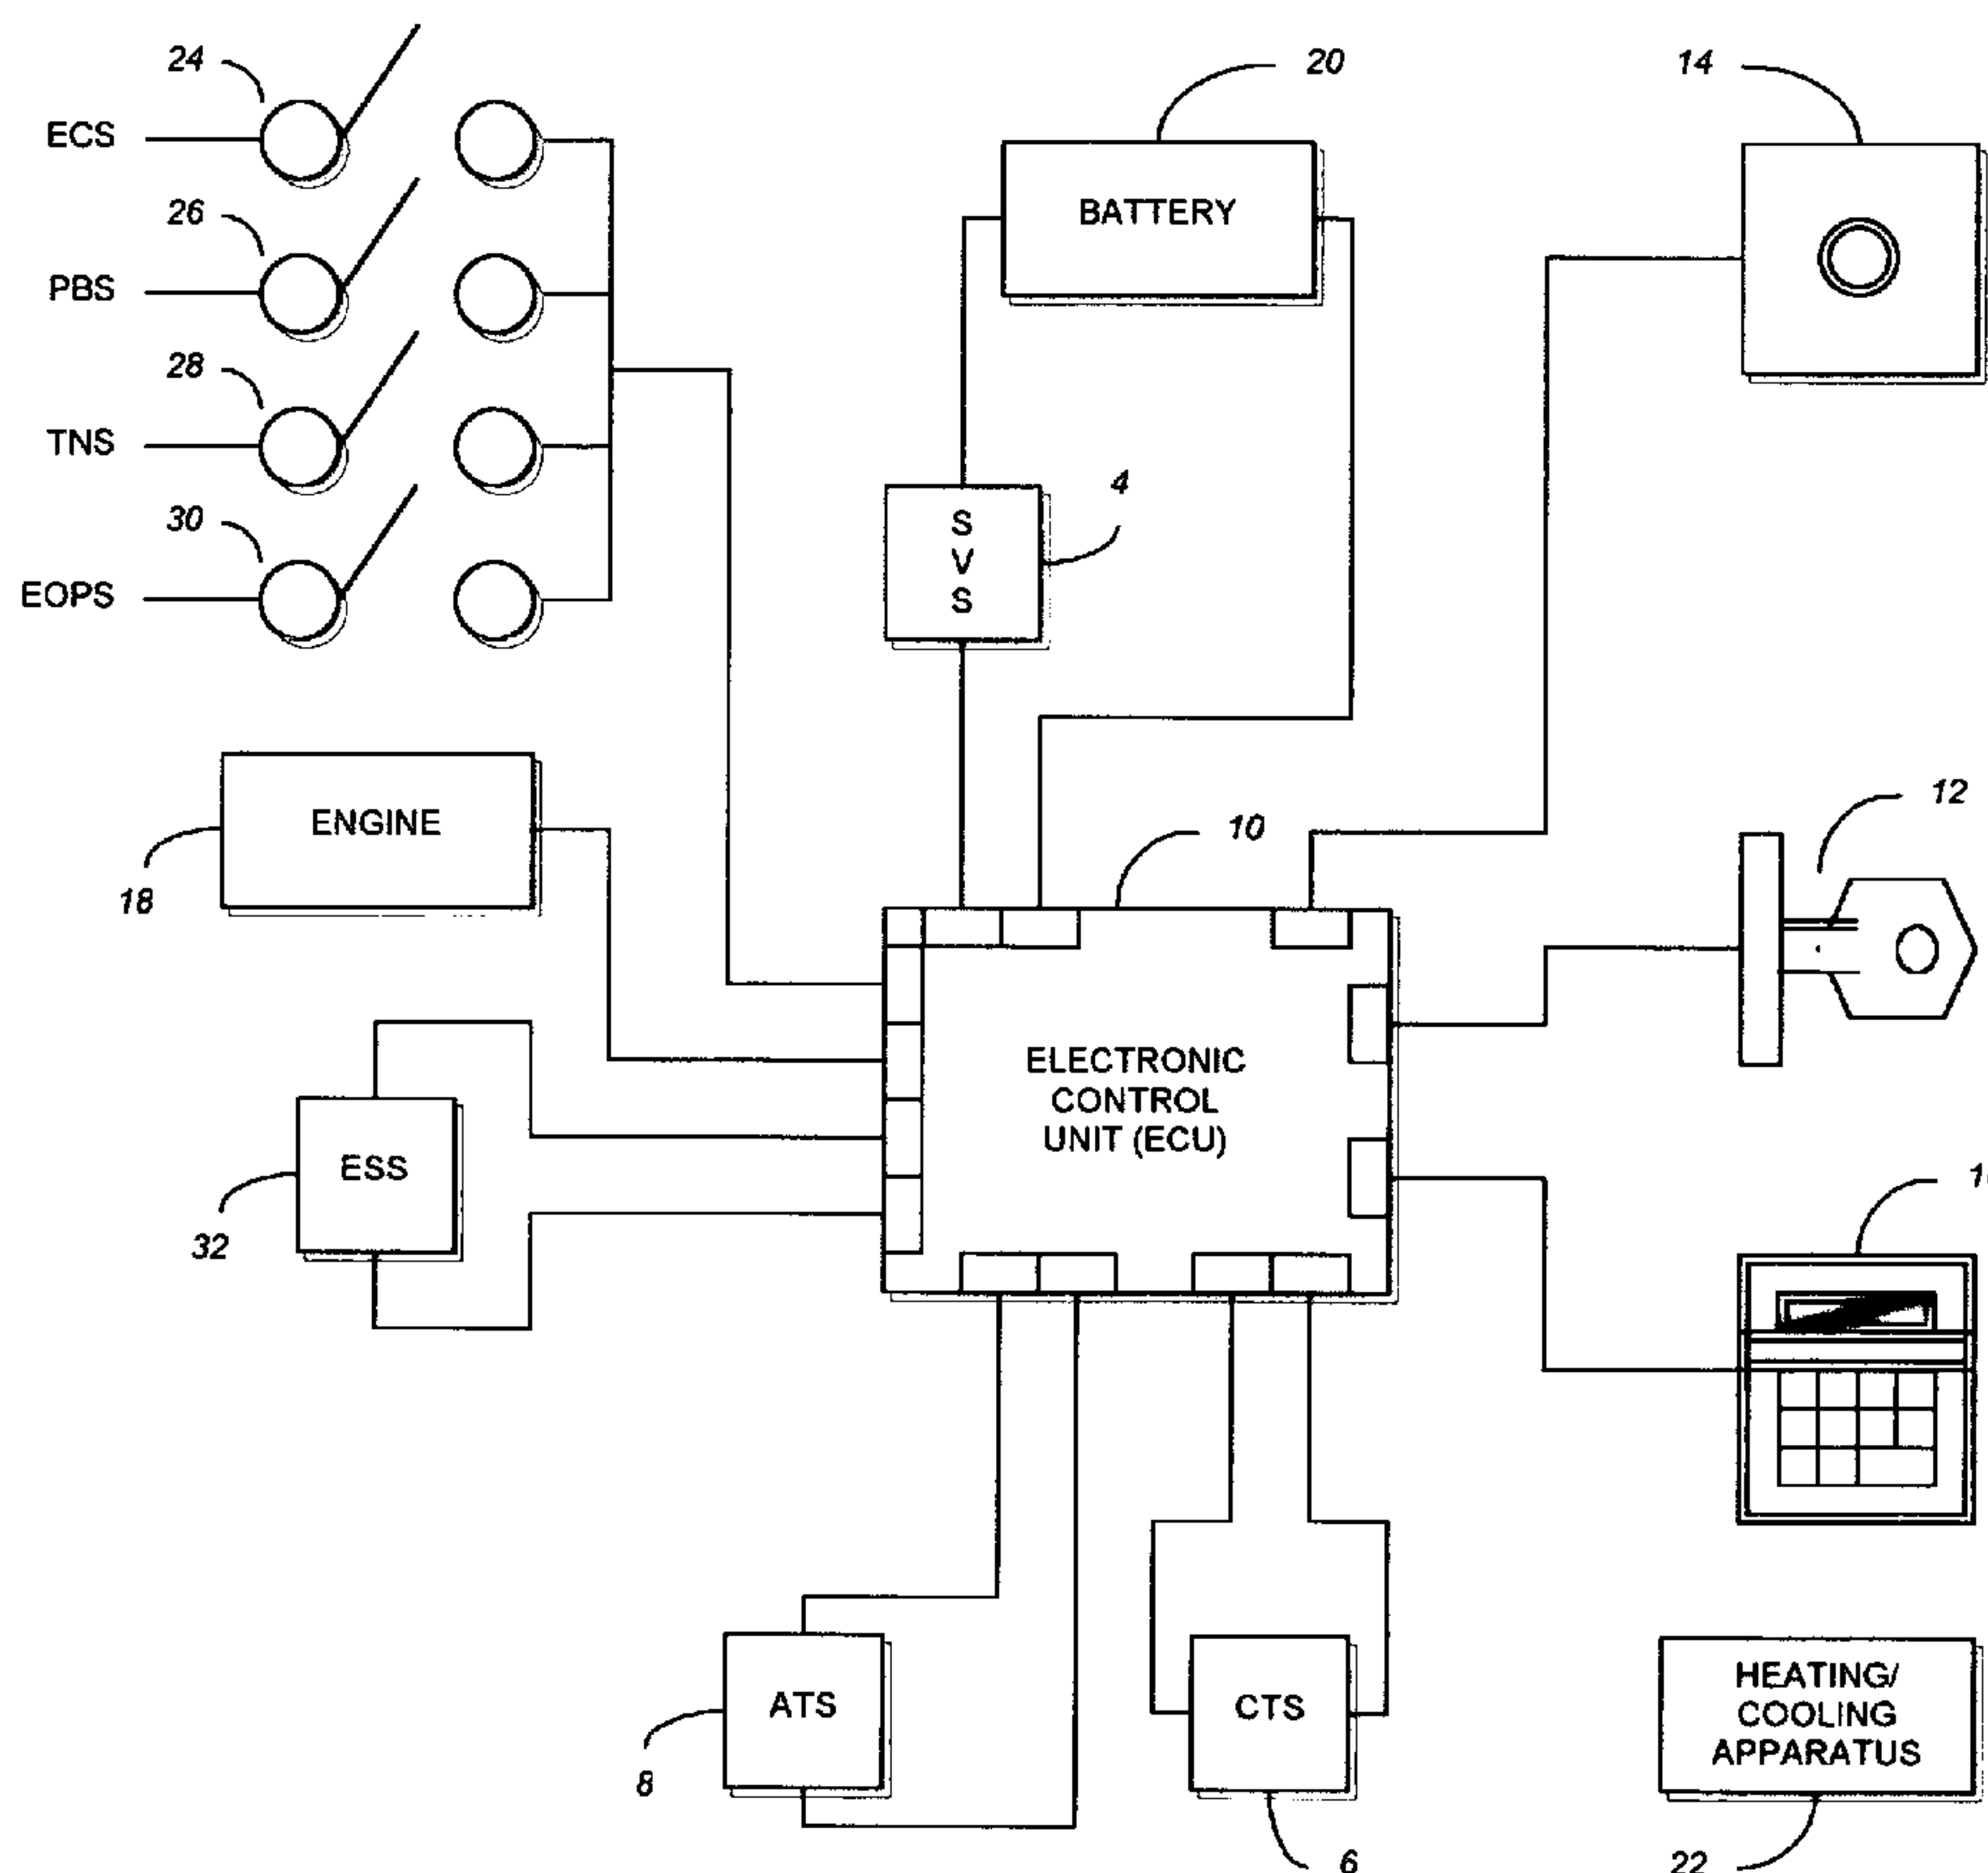 24
20
14
ECS
BATTERY
26
PBS
28
TNS
4
S
V
S
30
EOPS
12
ENGINE
10
18
ELECTRONIC
CONTROL
UNIT (ECU)
ESS
32
HEATING/
COOLING
APPARATUS
ATS
CTS
8
6
22